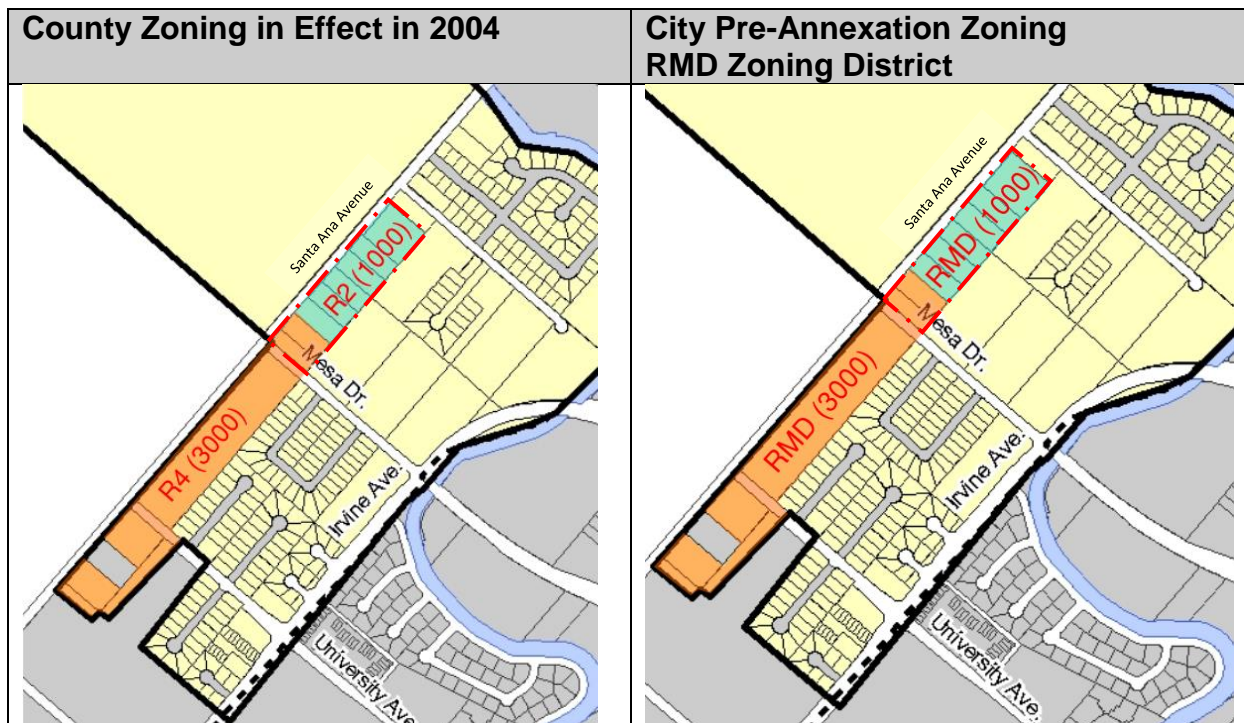 County Zoning in Effect in 2004
City Pre-Annexation Zoning
RMD Zoning District
Santa Ana Avenue
R2 (1000)
Mesa Dr.
R4 (3000)
Irvine Ave.
University Ave.
Santa Ana Avenue
RMD (1000)
Mesa Dr.
RMD (3000)
Irvine Ave.
University Ave.